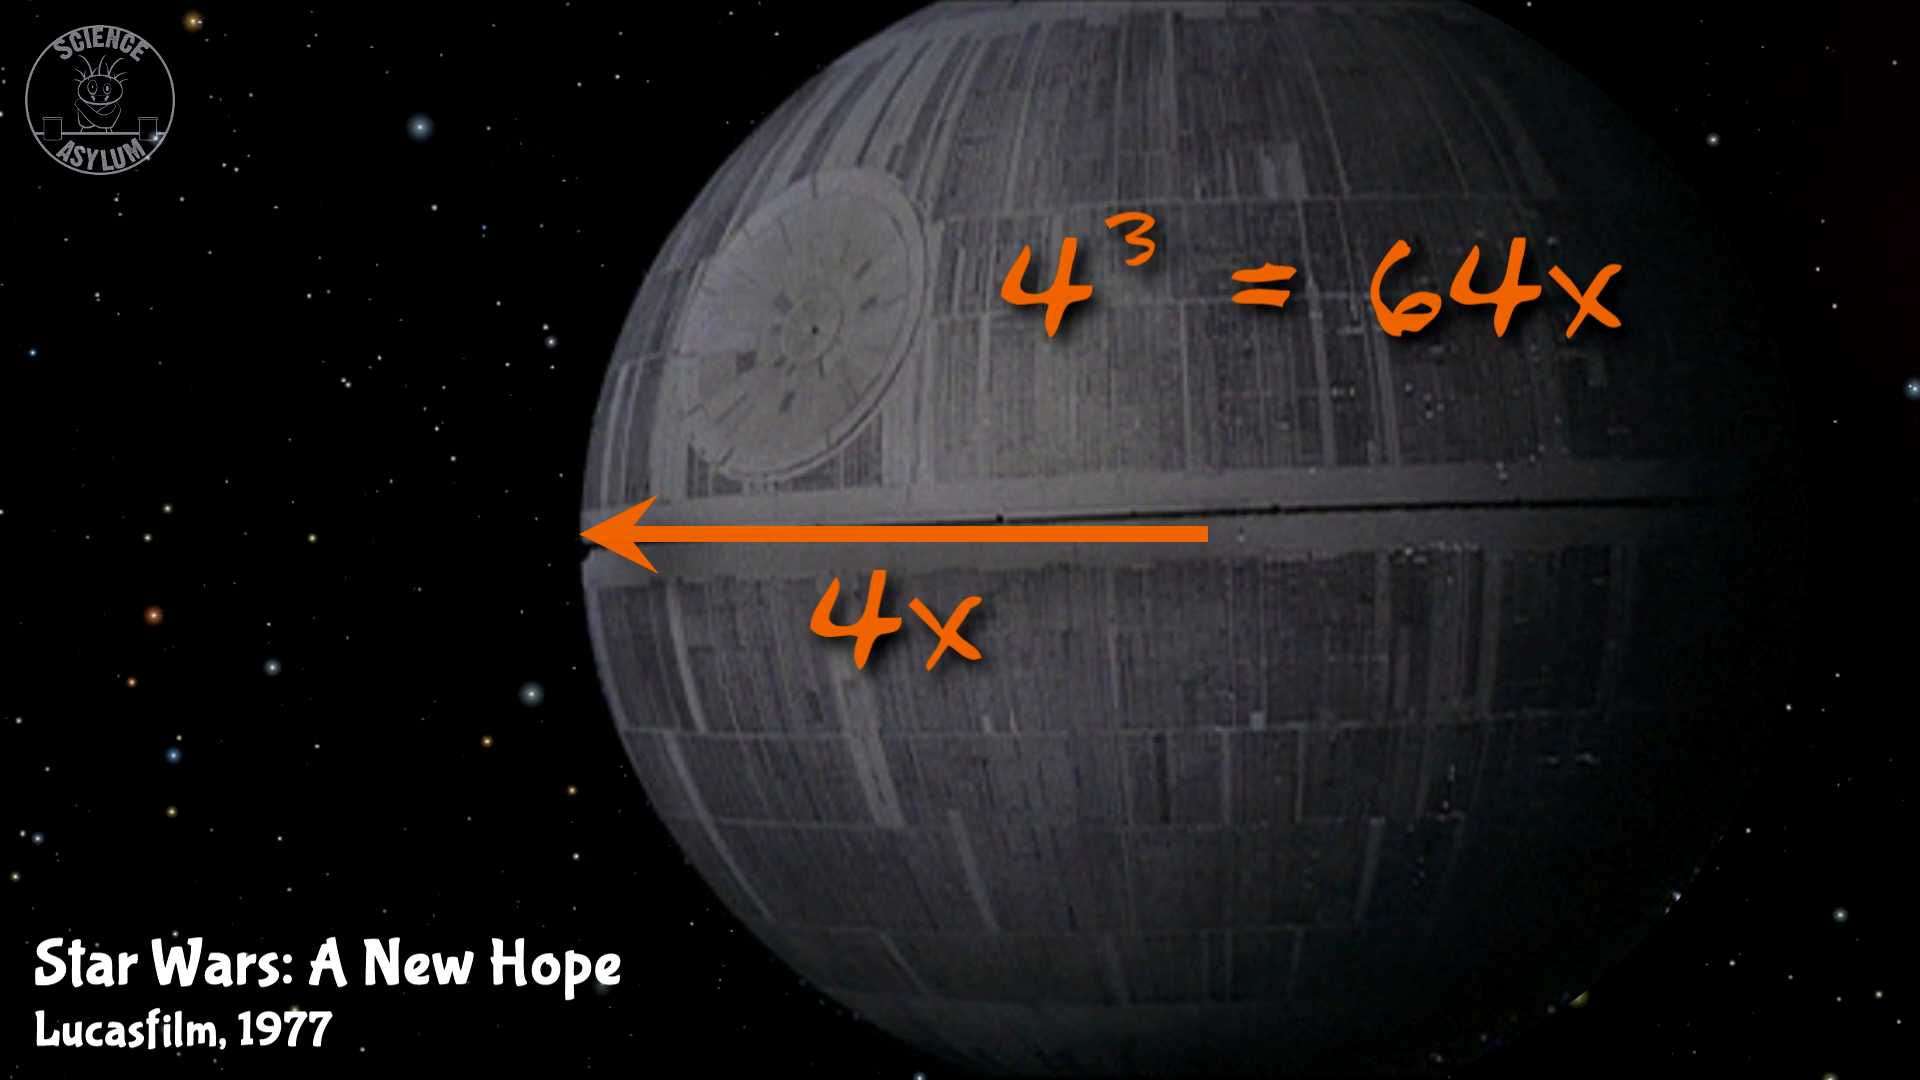 SCIENCE
ASYLUM
4³ = 64x
4x
Star Wars: A New Hope
Lucasfilm, 1977